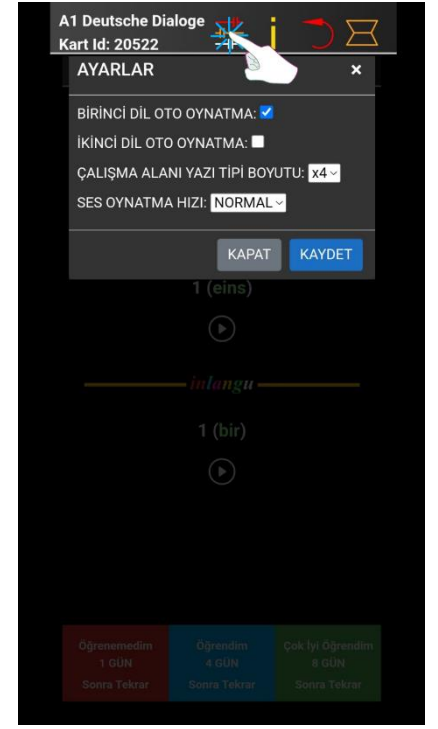 A1 Deutsche Dialoge
Kart Id: 20522
AYARLAR ×
BİRİNCİ DİL OTO OYNATMA:
İKİNCİ DİL OTO OYNATMA:
ÇALIŞMA ALANI YAZI TİPİ BOYUTU: x4
SES OYNATMA HIZI: NORMAL
KAPAT KAYDET
1 (eins)
inlangu
1 (bir)
Öğrenemedim Öğrendim Çok İyi Öğrendim
1 GÜN 4 GÜN 8 GÜN
Sonra Tekrar Sonra Tekrar Sonra Tekrar